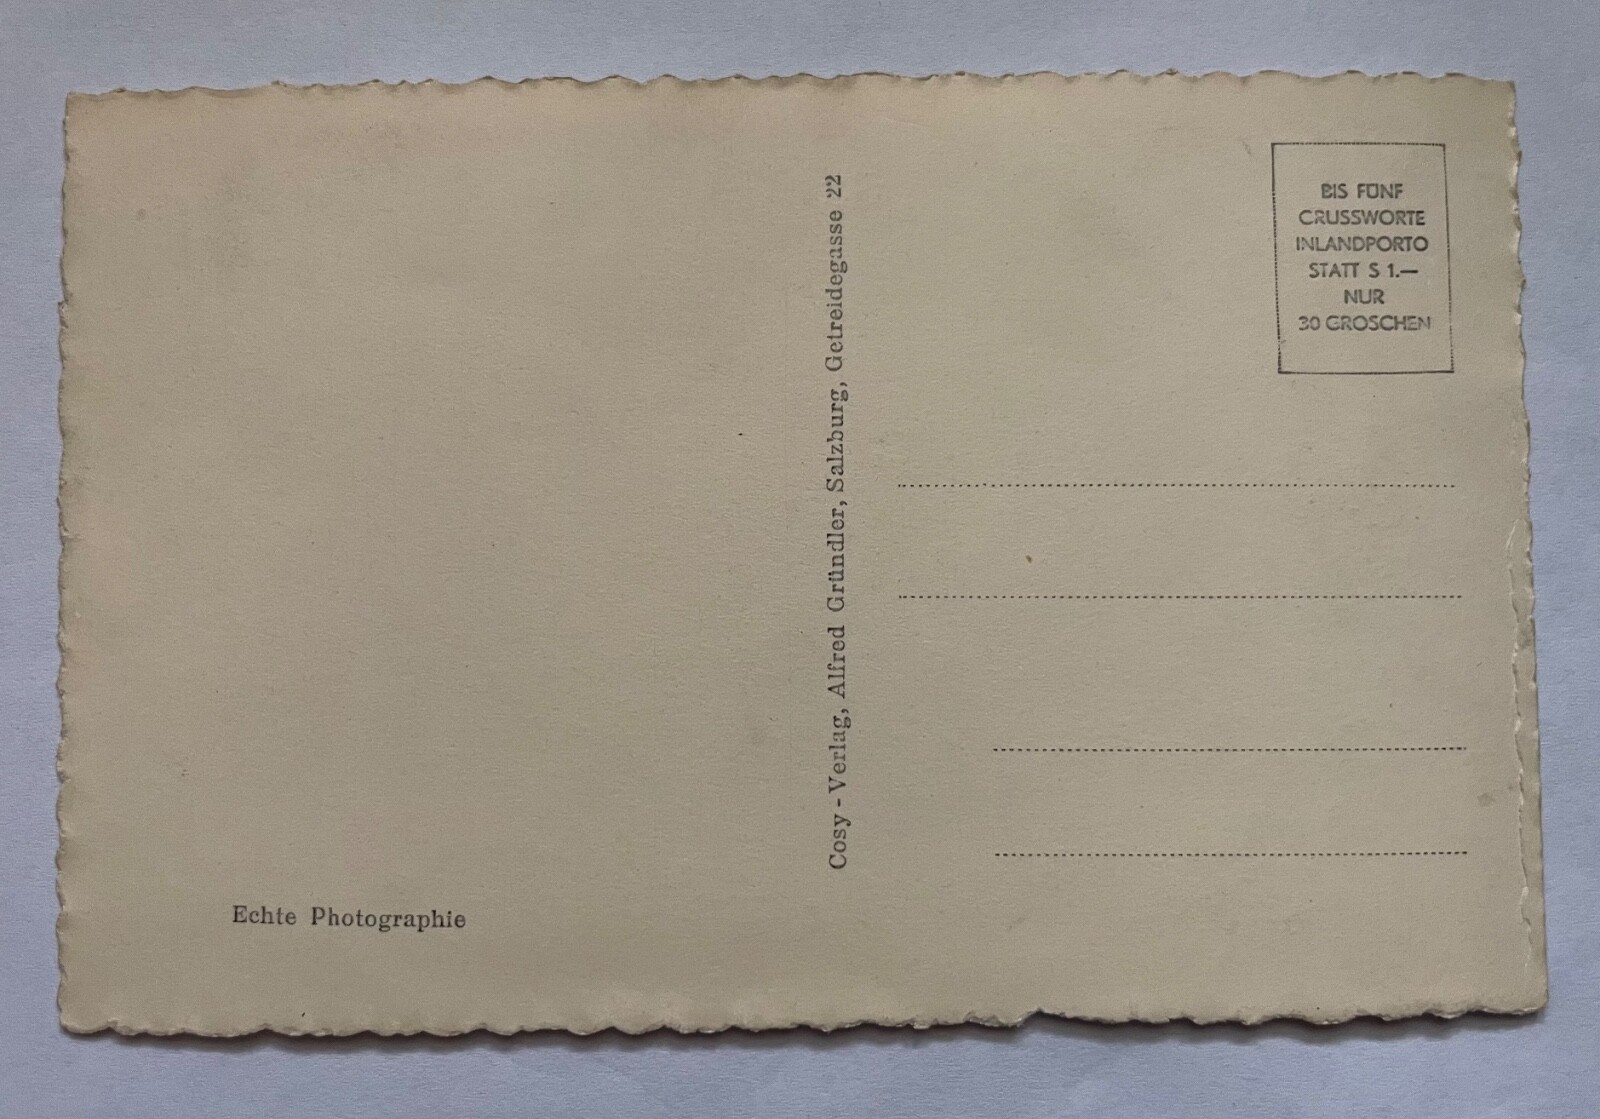 Echte Photographie
Cosy - Verlag, Alfred Gründler, Salzburg, Getreidegasse 22
BIS FÜNF
CRUSSWORTE
INLANDPORTO
STATT S 1.—
NUR
30 GROSCHEN